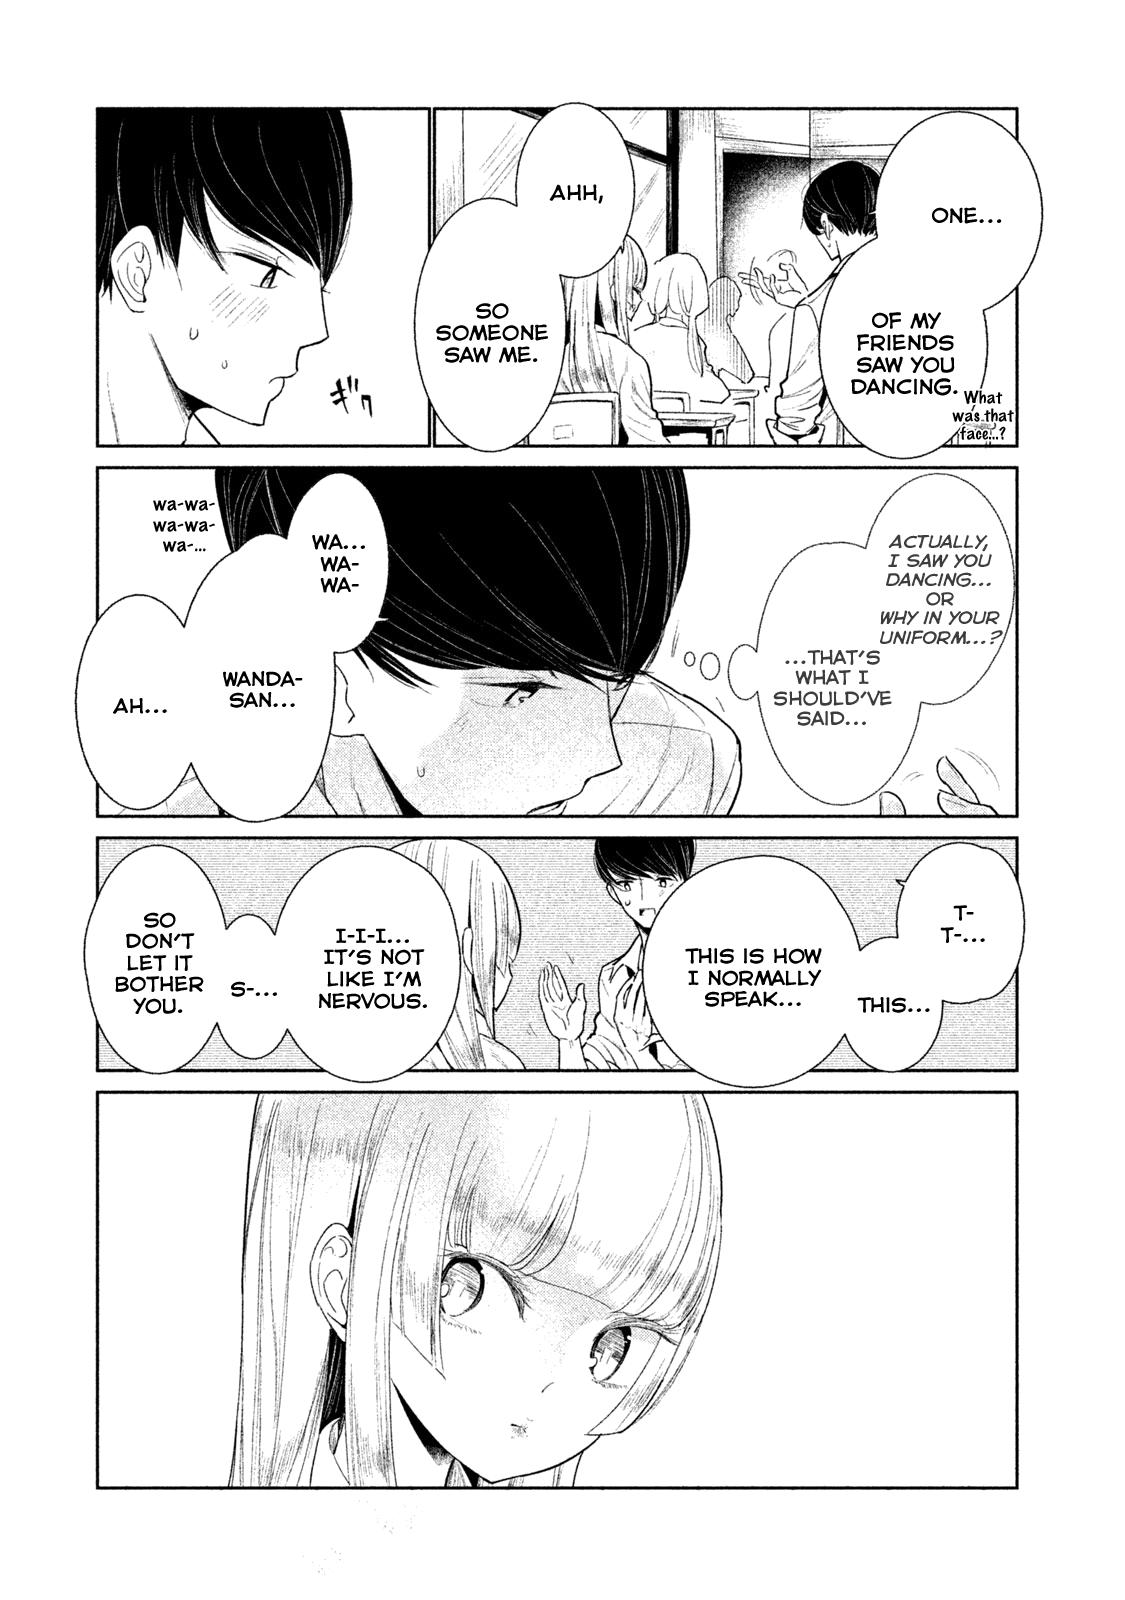 ONE...
OF MY
FRIENDS
SAW YOU
DANCING.
What
was that
face...?
AHH,
SO
SOMEONE
SAW ME.
ギク
ACTUALLY,
I SAW YOU
DANCING...
OR
WHY IN YOUR
UNIFORM...?
...THAT'S
WHAT I
SHOULD'VE
SAID...
WA...
WA-
WA-
wa-wa-
wa-wa-
wa-...
WANDA-
SAN...
AH...
T-
T-...
THIS...
THIS IS HOW
I NORMALLY
SPEAK...
I-I-I...
IT'S NOT
LIKE I'M
NERVOUS.
S-...
SO
DON'T
LET IT
BOTHER
YOU.